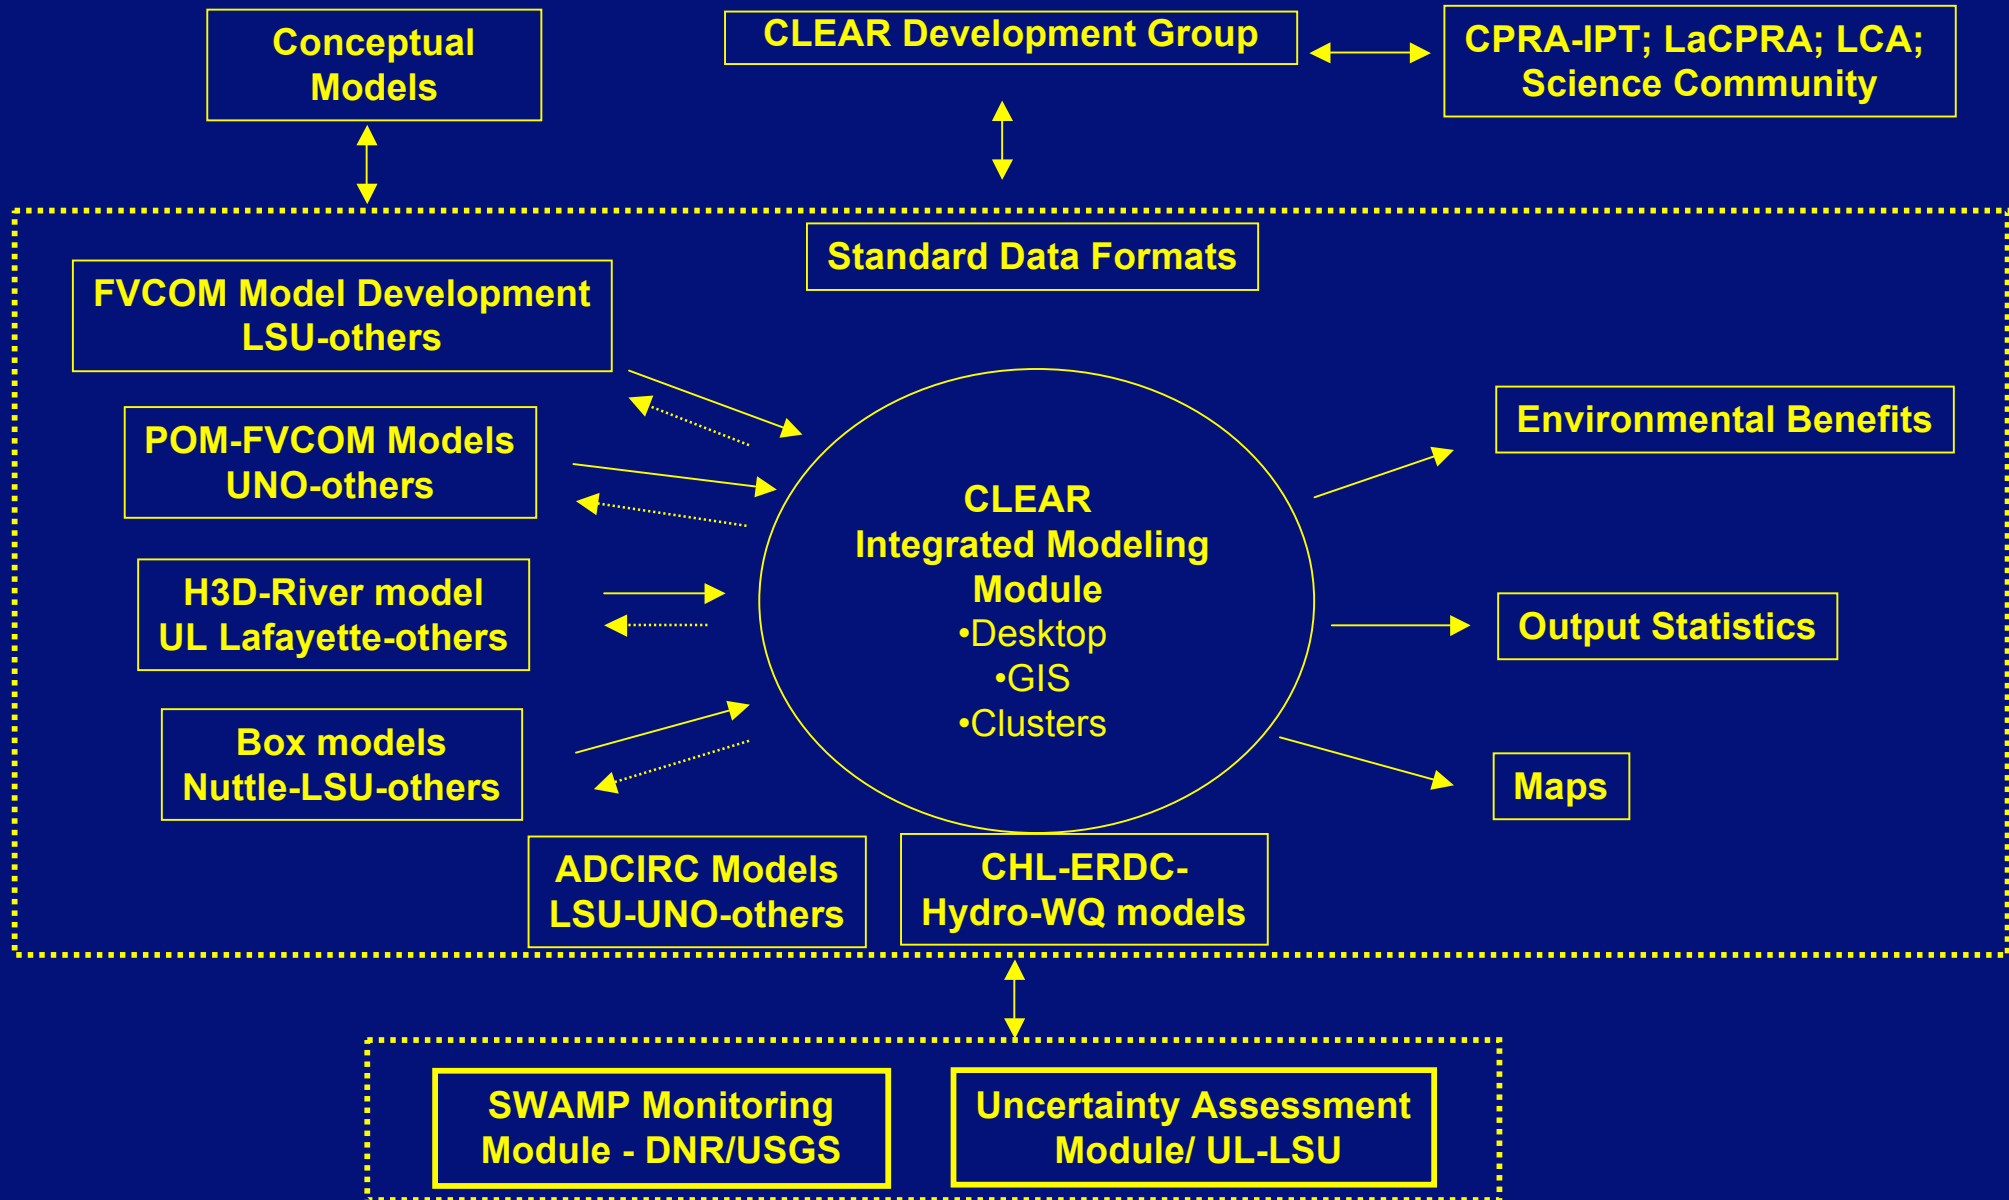 Conceptual
Models
CLEAR Development Group
CPRA-IPT; LaCPRA; LCA;
Science Community
Standard Data Formats
FVCOM Model Development
LSU-others
POM-FVCOM Models
UNO-others
H3D-River model
UL Lafayette-others
Box models
Nuttle-LSU-others
ADCIRC Models
LSU-UNO-others
CHL-ERDC-
Hydro-WQ models
CLEAR
Integrated Modeling
Module
•Desktop
•GIS
•Clusters
Environmental Benefits
Output Statistics
Maps
SWAMP Monitoring
Module - DNR/USGS
Uncertainty Assessment
Module/ UL-LSU